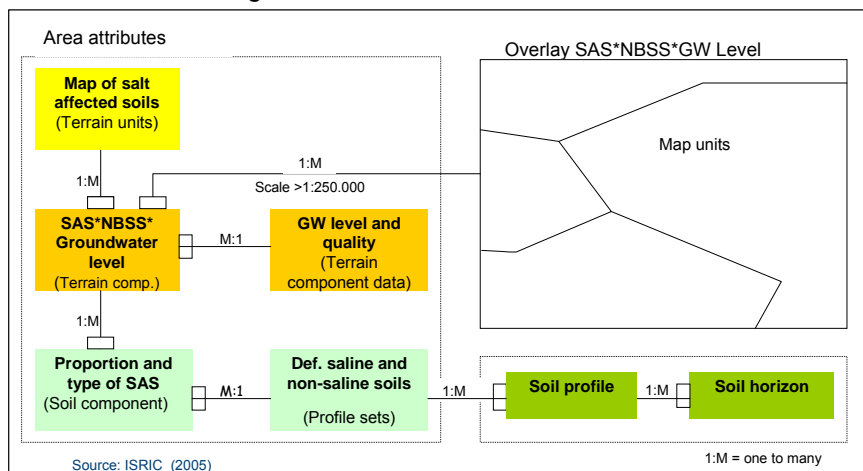 Area attributes
Overlay SAS*NBSS*GW Level
Map of salt
affected soils
(Terrain units)
Map units
1:M
Scale >1:250.000
1:M
SAS*NBSS*
Groundwater
level
(Terrain comp.)
M:1
GW level and
quality
(Terrain
component data)
1:M
Proportion and
type of SAS
(Soil component)
M:1
Def. saline and
non-saline soils
(Profile sets)
1:M
Soil profile
1:M
Soil horizon
Source: ISRIC (2005)
1:M = one to many